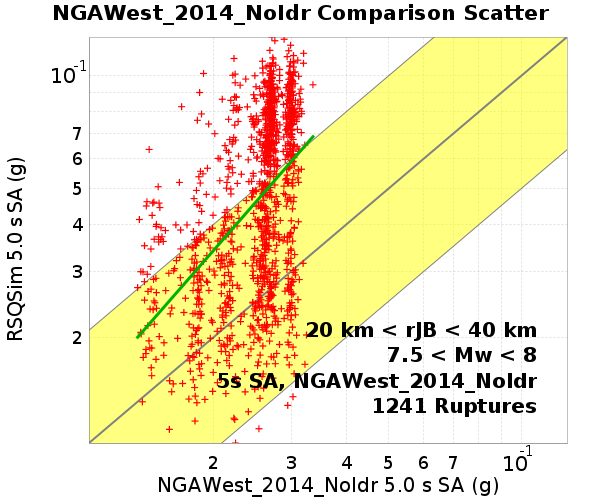 NGAWest_2014_NoIdr Comparison Scatter
RSQSim 5.0 s SA (g)
10⁻¹
7
6
5
4
3
2
20 km < rJB < 40 km
7.5 < Mw < 8
5s SA, NGAWest_2014_NoIdr
1241 Ruptures
2 3 4 5 6 7 10⁻¹
NGAWest_2014_NoIdr 5.0 s SA (g)